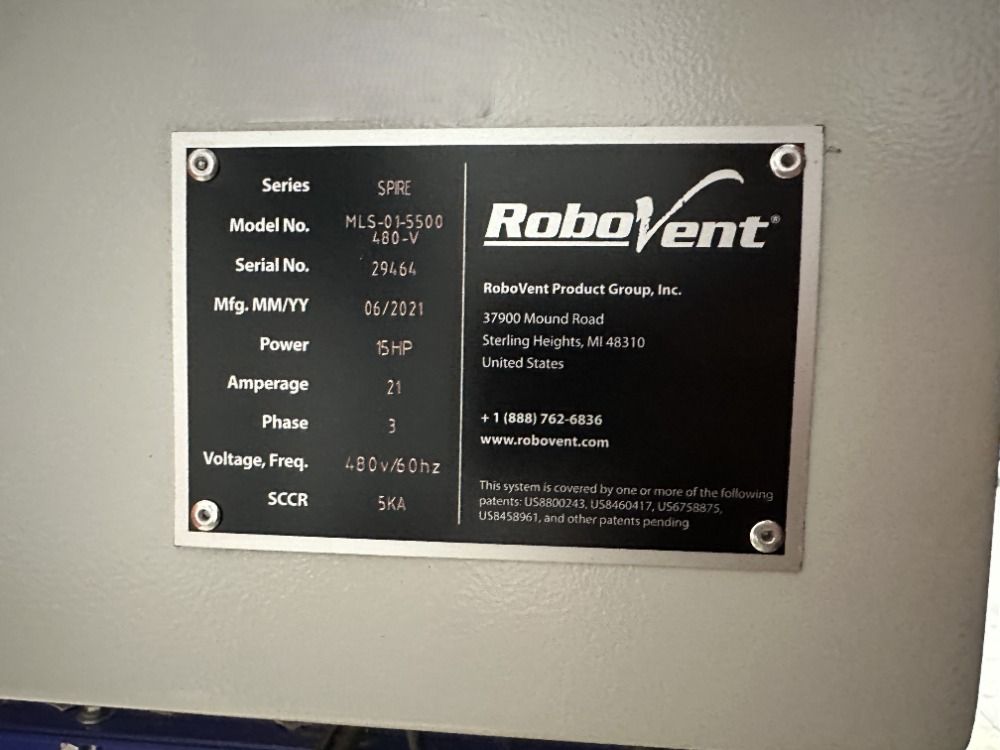 Series SPIRE
Model No. MLS-01-5500
480-V
Serial No. 29464
Mfg. MM/YY 06/2021
Power 15HP
Amperage 21
Phase 3
Voltage, Freq. 480v/60hz
SCCR 5KA
RoboVent®
RoboVent Product Group, Inc.
37900 Mound Road
Sterling Heights, MI 48310
United States
+ 1 (888) 762-6836
www.robovent.com
This system is covered by one or more of the following
patents: US8800243, US8460417, US6758875,
US8458961, and other patents pending